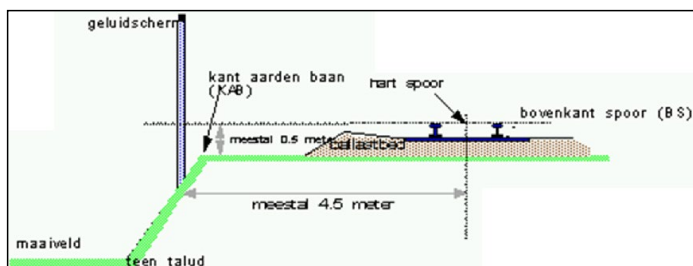 geluidscherm
kant aarden baan
(KAB)
hart spoor
bovenkant spoor (BS)
meestal 0.5 meter
ballastbed
meestal 4.5 meter
maaiveld
teen talud